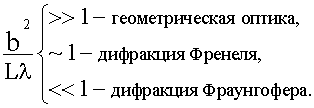 b²/Lλ { >> 1 – геометрическая оптика,
~ 1 – дифракция Френеля,
<< 1 – дифракция Фраунгофера.